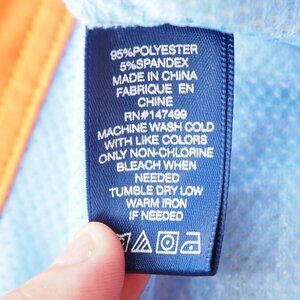 95%POLYESTER
5%SPANDEX
MADE IN CHINA
FABRIQUE EN
CHINE
RN#147499
MACHINE WASH COLD
WITH LIKE COLORS
ONLY NON-CHLORINE
BLEACH WHEN
NEEDED
TUMBLE DRY LOW
WARM IRON
IF NEEDED